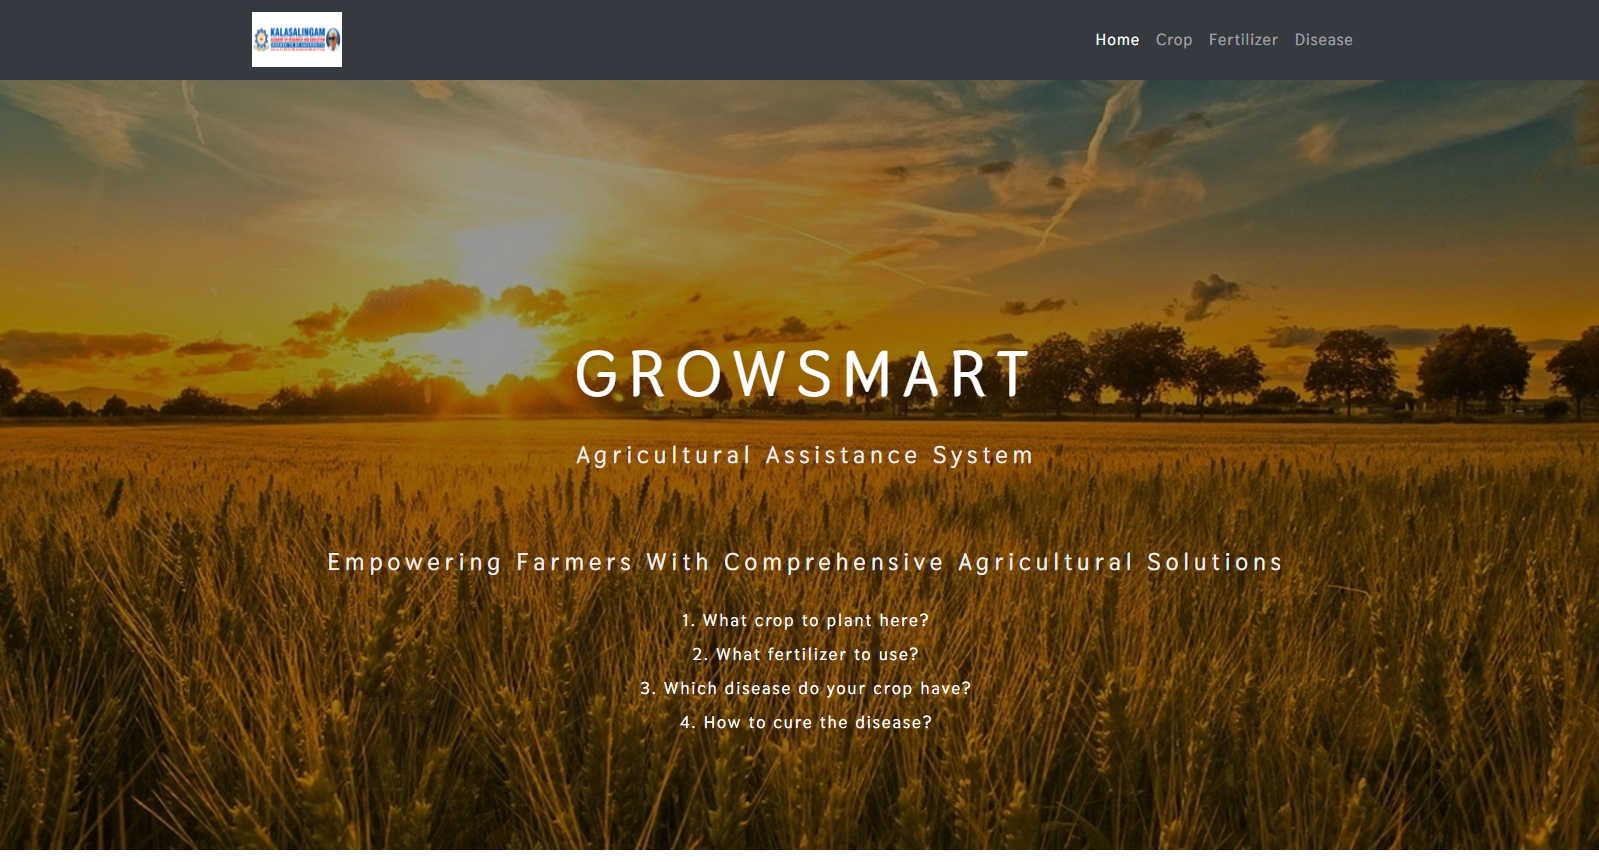 KALASALINGAM
Home Crop Fertilizer Disease
GROWSMART
Agricultural Assistance System
Empowering Farmers With Comprehensive Agricultural Solutions
1. What crop to plant here?
2. What fertilizer to use?
3. Which disease do your crop have?
4. How to cure the disease?